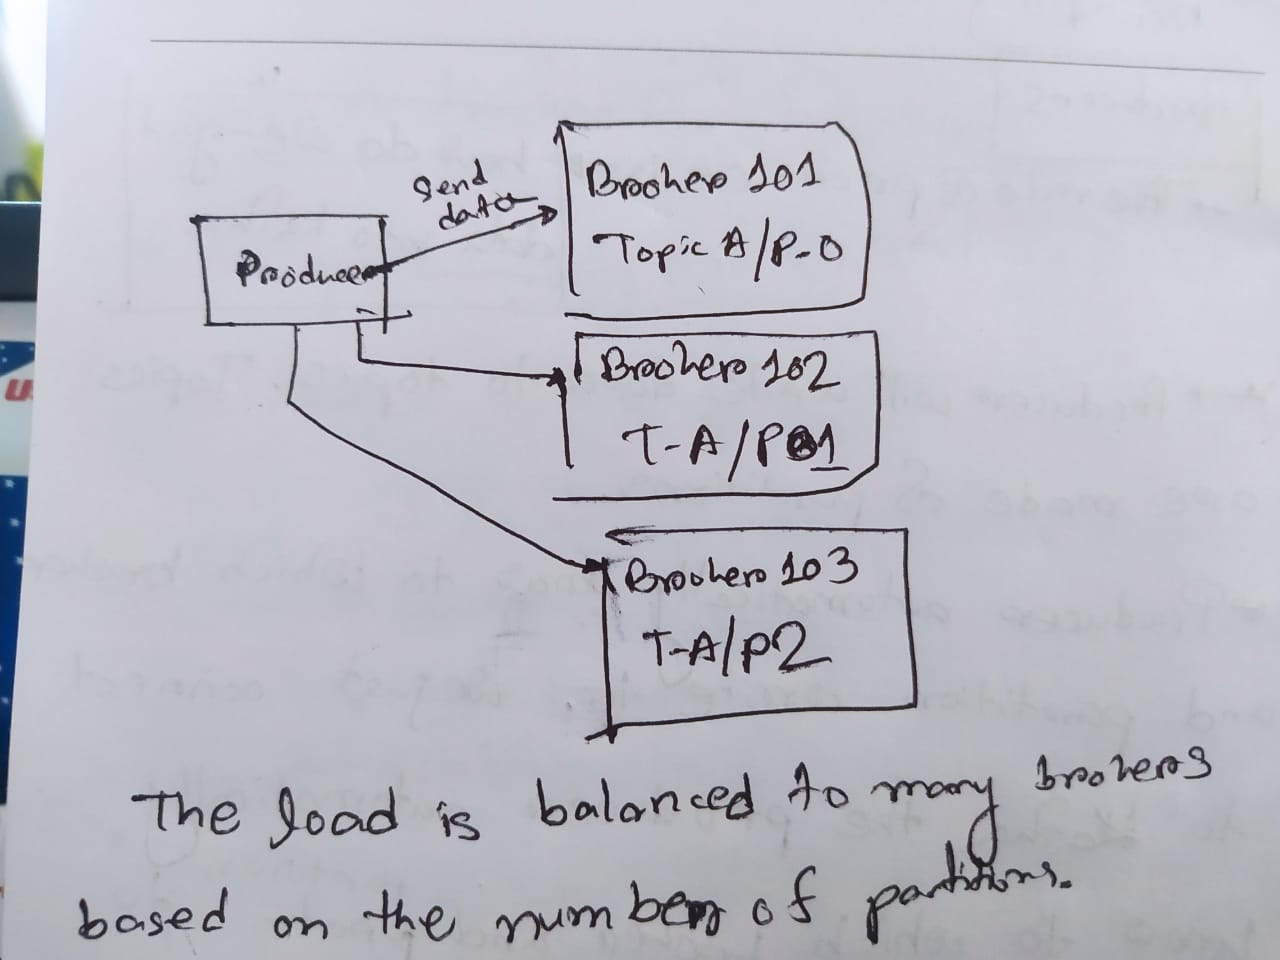 Send
data
Producer
Broker 101
Topic A/P-0
Broker 102
T-A/P01
Broker 103
T-A/P2
The load is balanced to many brokers
based on the number of partitions.